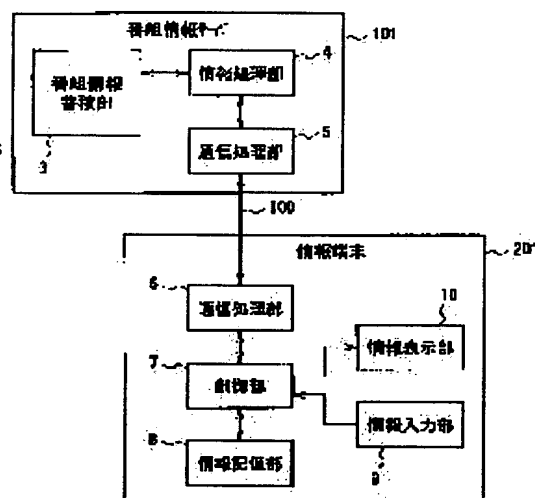 番組情報サイト
101
番組情報
蓄積部
3
情報処理部
4
通信処理部
5
100
情報端末
201
通信処理部
6
情報表示部
10
制御部
7
情報入力部
9
情報記憶部
8